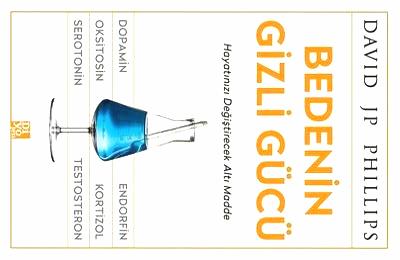 DAVID JP PHILLIPS
BEDENİN
GİZLİ GÜCÜ
Hayatınızı Değiştirecek Altı Madde
DOPAMİN
OKSİTOSİN
SEROTONİN
ENDORFİN
KORTİZOL
TESTOSTERON